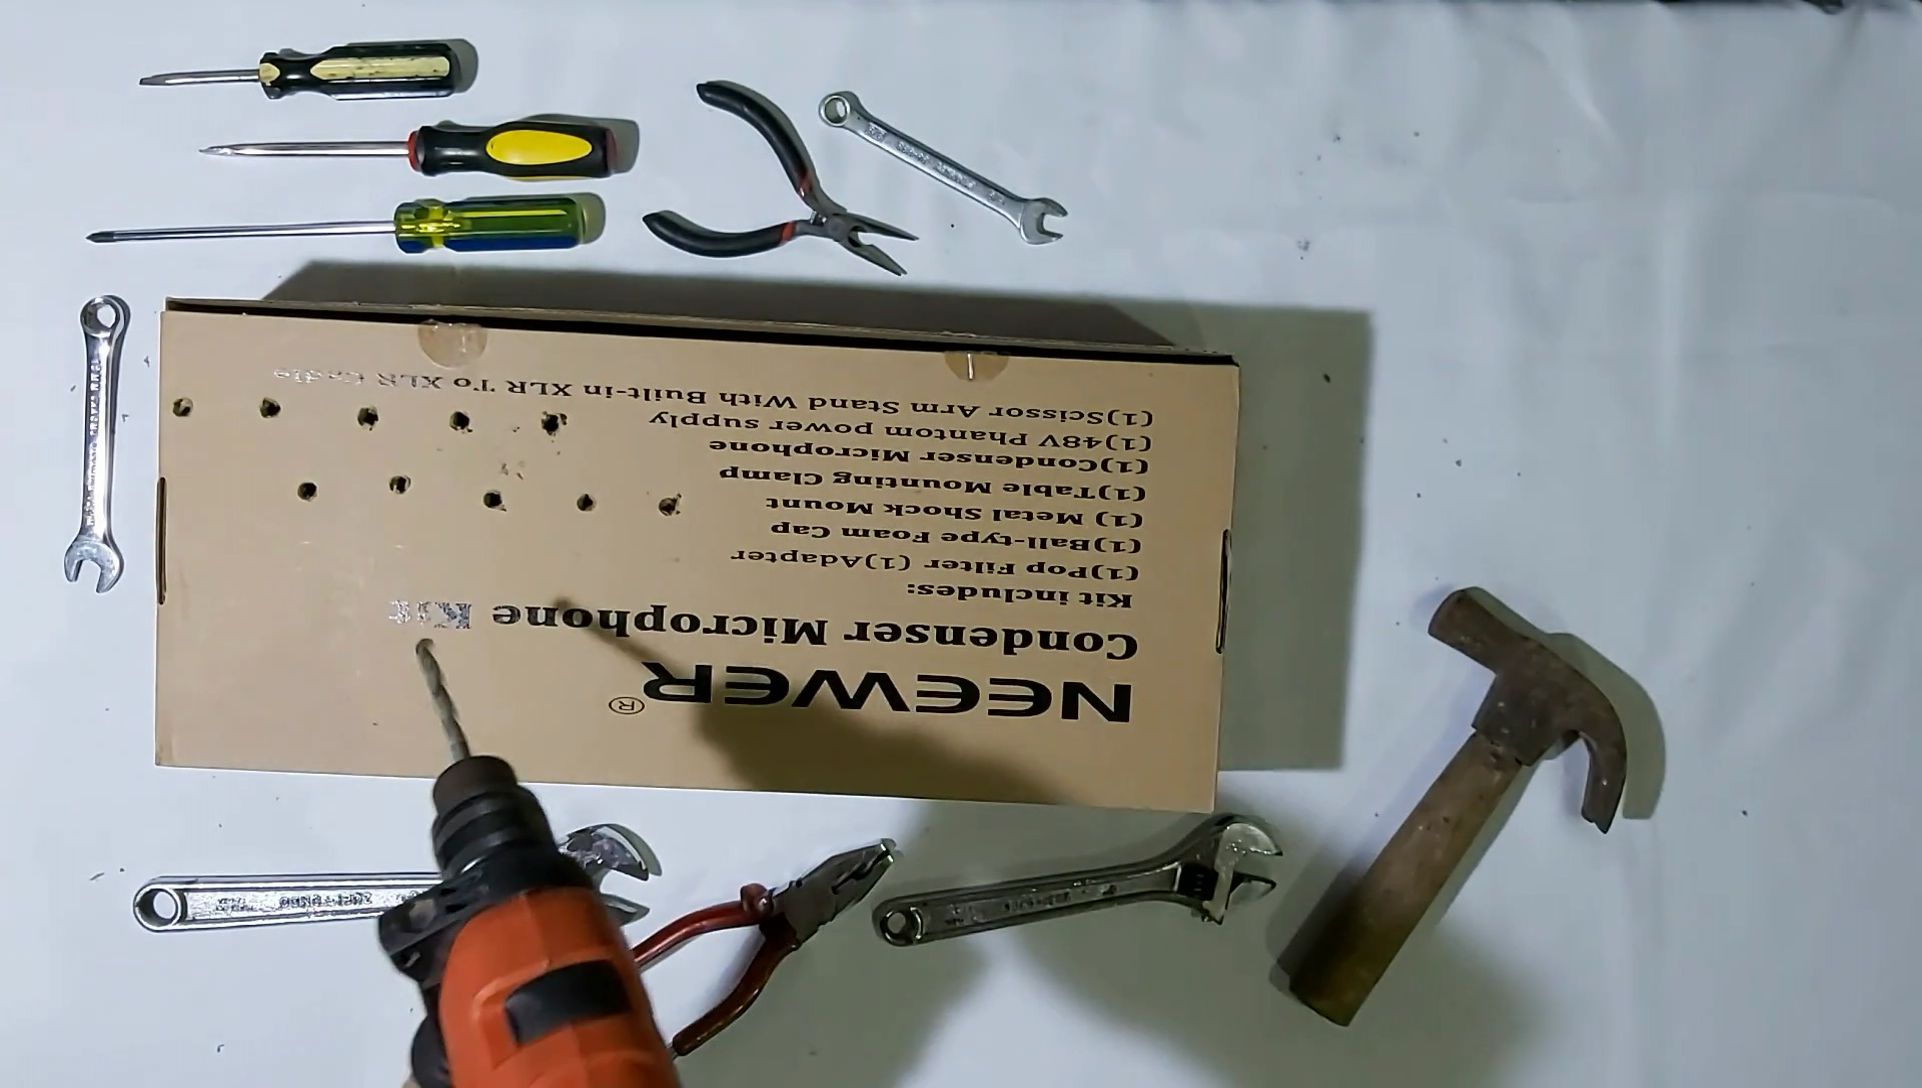 NEEWER®
Condenser Microphone Kit
Kit includes:
(1)Pop Filter (1)Adapter
(1)Ball-type Foam Cap
(1) Metal Shock Mount
(1)Table Mounting Clamp
(1)Condenser Microphone
(1)48V Phantom power supply
(1)Scissor Arm Stand With Built-in XLR To XLR Cable